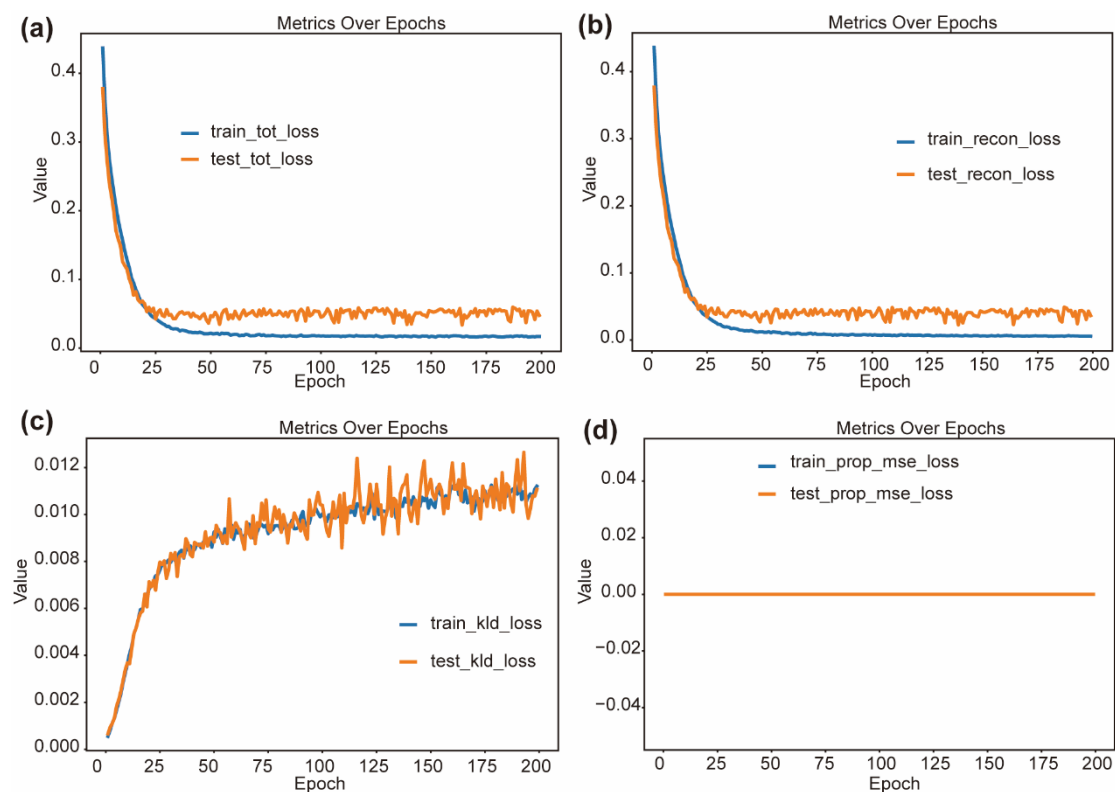 (a)
Metrics Over Epochs
0.4
0.3
0.2
0.1
0.0
Value
train_tot_loss
test_tot_loss
0 25 50 75 100 125 150 175 200
Epoch
(b)
Metrics Over Epochs
0.4
0.3
0.2
0.1
0.0
Value
train_recon_loss
test_recon_loss
0 25 50 75 100 125 150 175 200
Epoch
(c)
Metrics Over Epochs
0.012
0.010
0.008
0.006
0.004
0.002
0.000
Value
train_kld_loss
test_kld_loss
0 25 50 75 100 125 150 175 200
Epoch
(d)
Metrics Over Epochs
0.04
0.02
0.00
−0.02
−0.04
Value
train_prop_mse_loss
test_prop_mse_loss
0 25 50 75 100 125 150 175 200
Epoch